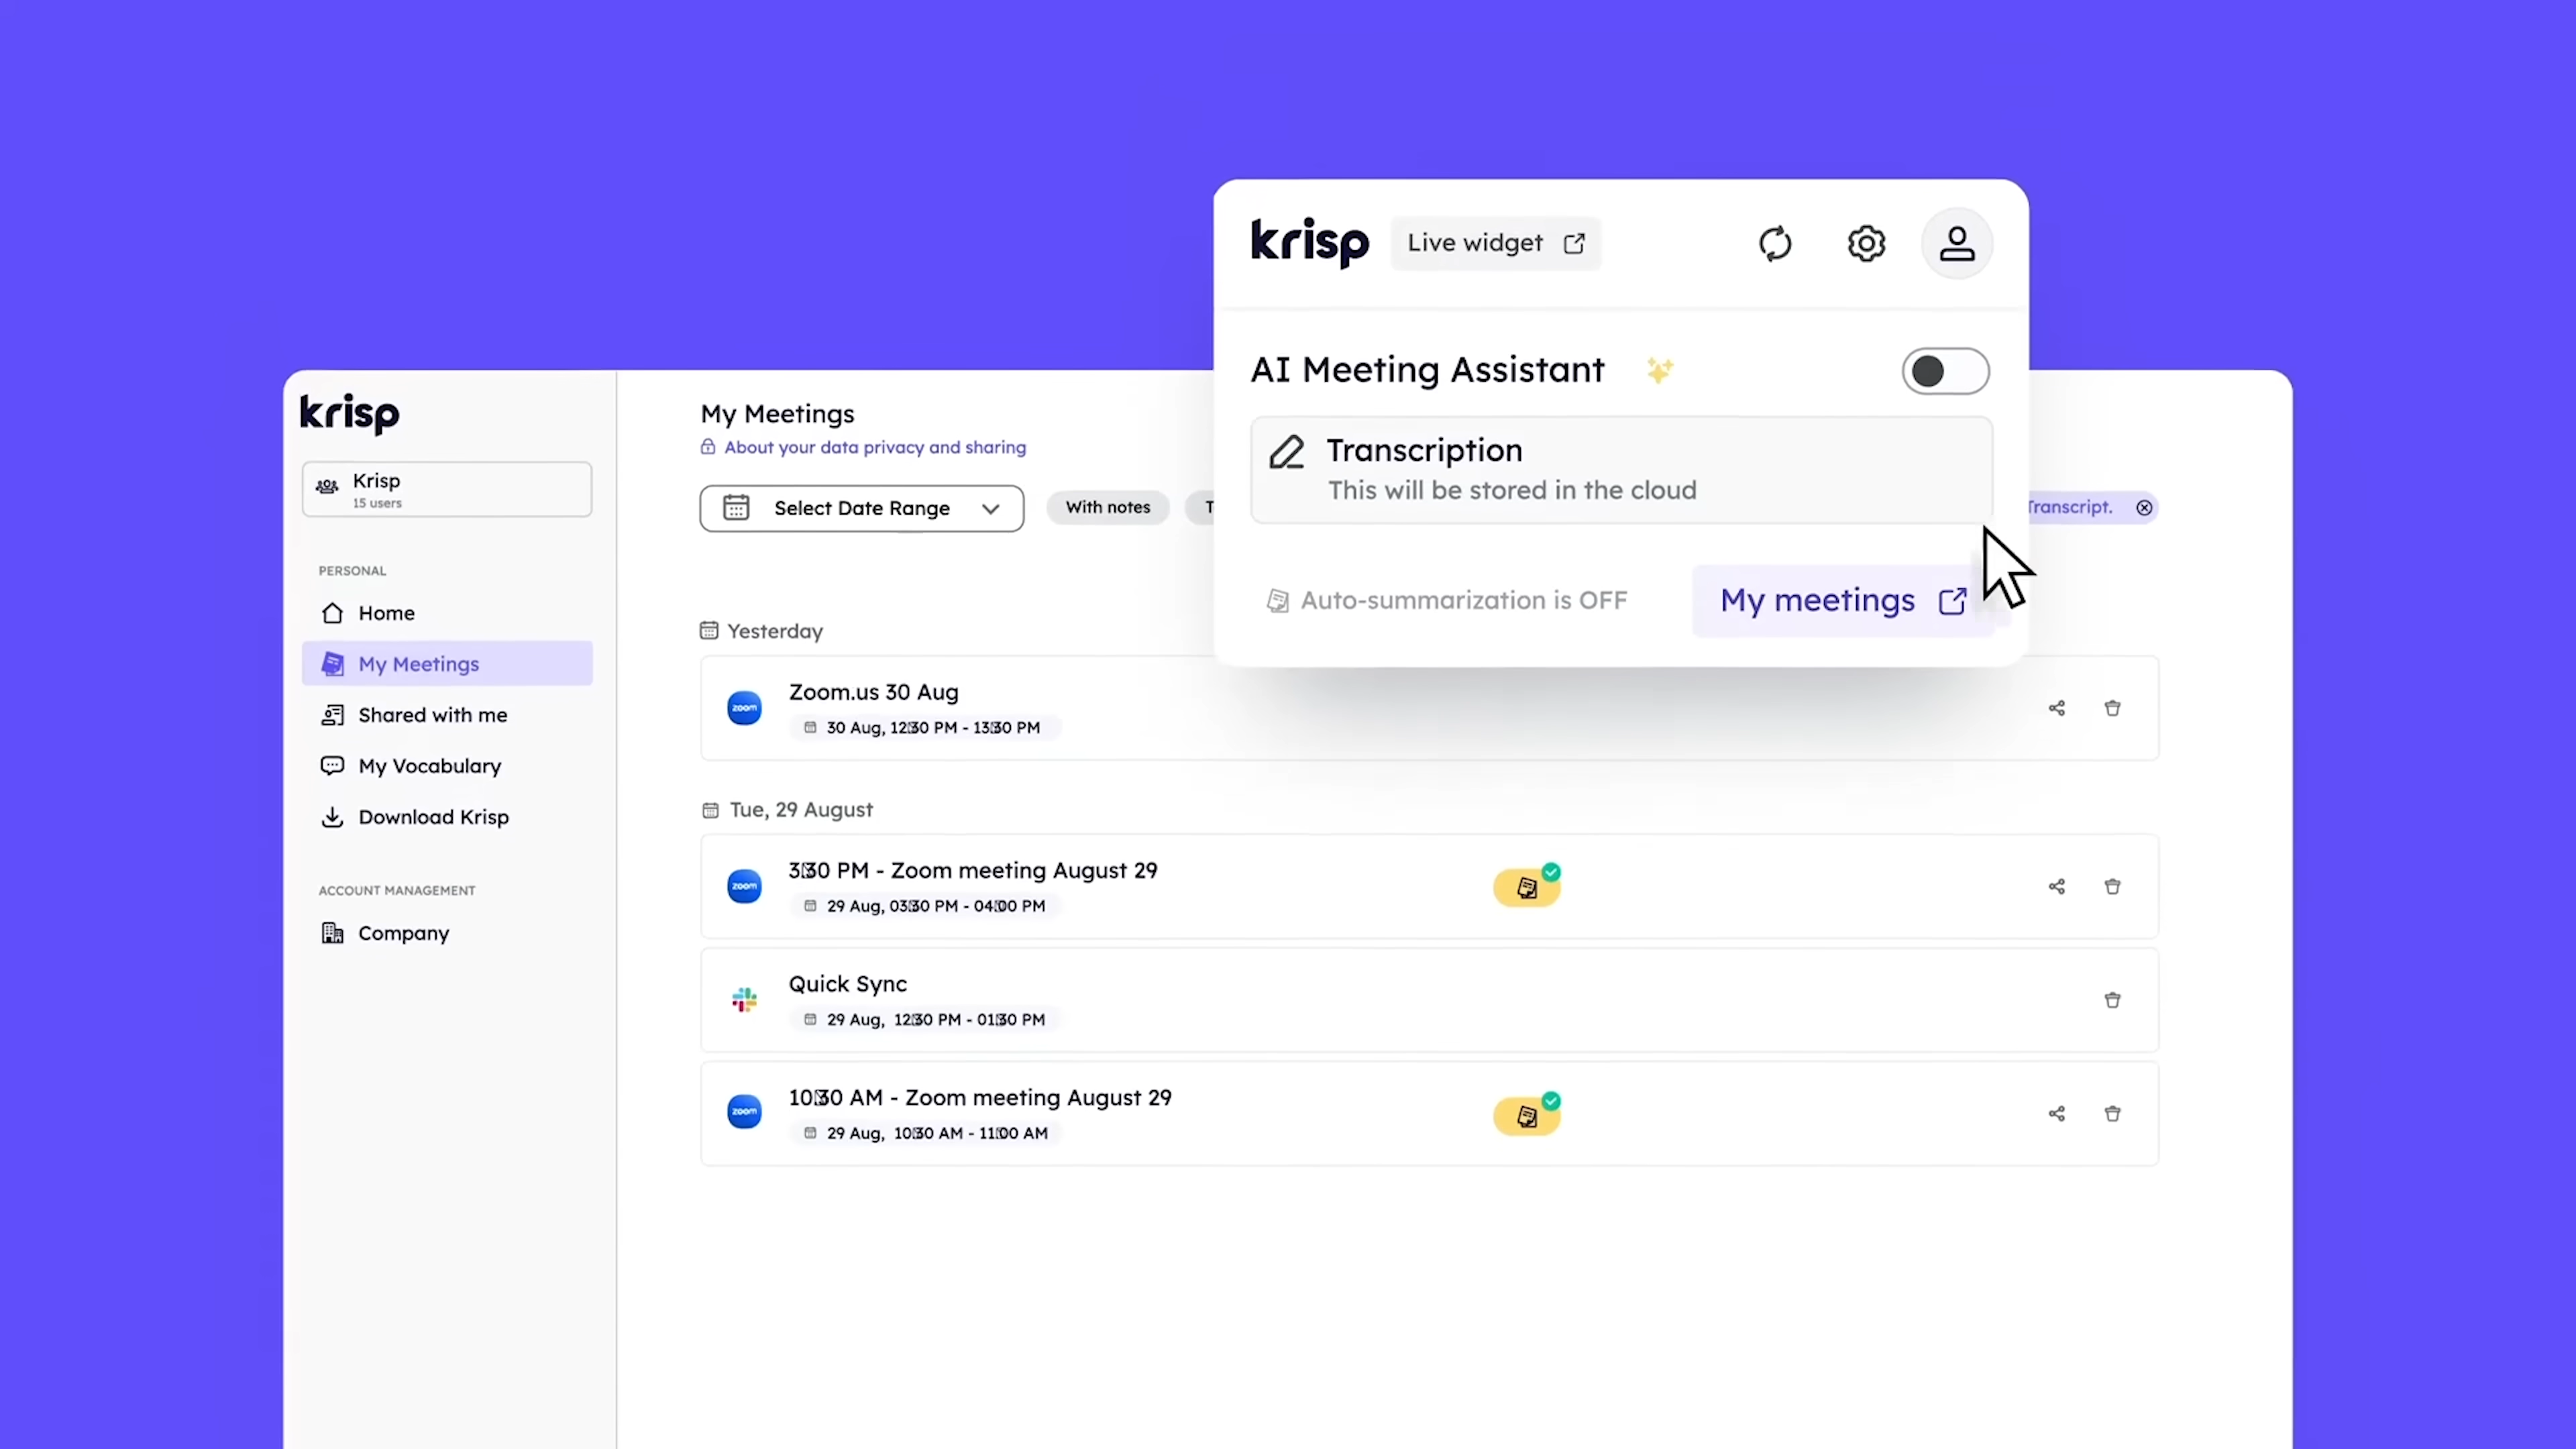 krisp
Live widget
AI Meeting Assistant
Transcription
This will be stored in the cloud
Auto-summarization is OFF
My meetings
krisp
Krisp
15 users
PERSONAL
Home
My Meetings
Shared with me
My Vocabulary
Download Krisp
ACCOUNT MANAGEMENT
Company
My Meetings
About your data privacy and sharing
Select Date Range
With notes
T
Transcript.
Yesterday
zoom
Zoom.us 30 Aug
30 Aug, 12:30 PM - 13:30 PM
Tue, 29 August
zoom
3:30 PM - Zoom meeting August 29
29 Aug, 03:30 PM - 04:00 PM
Quick Sync
29 Aug, 12:30 PM - 01:30 PM
zoom
10:30 AM - Zoom meeting August 29
29 Aug, 10:30 AM - 11:00 AM